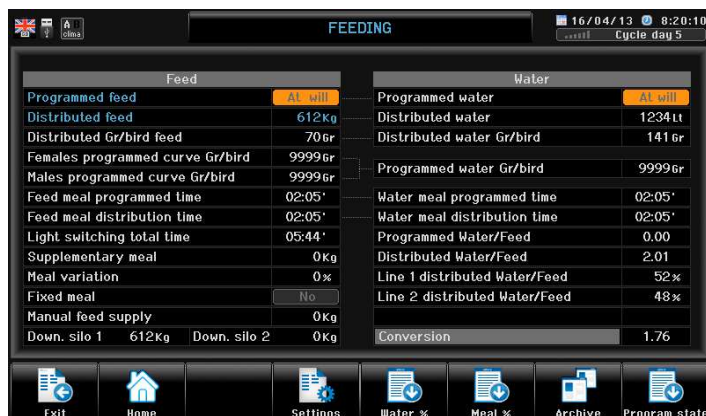 A
clima
FEEDING
16/04/13 8:20:10
Cycle day 5
Feed
Programmed feed At will
Distributed feed 612Kg
Distributed Gr/bird feed 70Gr
Females programmed curve Gr/bird 9999Gr
Males programmed curve Gr/bird 9999Gr
Feed meal programmed time 02:05'
Feed meal distribution time 02:05'
Light switching total time 05:44'
Supplementary meal 0Kg
Meal variation 0%
Fixed meal No
Manual feed supply 0Kg
Down. silo 1 612Kg Down. silo 2 0Kg
Water
Programmed water At will
Distributed water 1234Lt
Distributed water Gr/bird 141Gr
Programmed water Gr/bird 9999Gr
Water meal programmed time 02:05'
Water meal distribution time 02:05'
Programmed Water/Feed 0.00
Distributed Water/Feed 2.01
Line 1 distributed Water/Feed 52%
Line 2 distributed Water/Feed 48%
Conversion 1.76
Exit Home Settings Water % Meal % Archive Program state